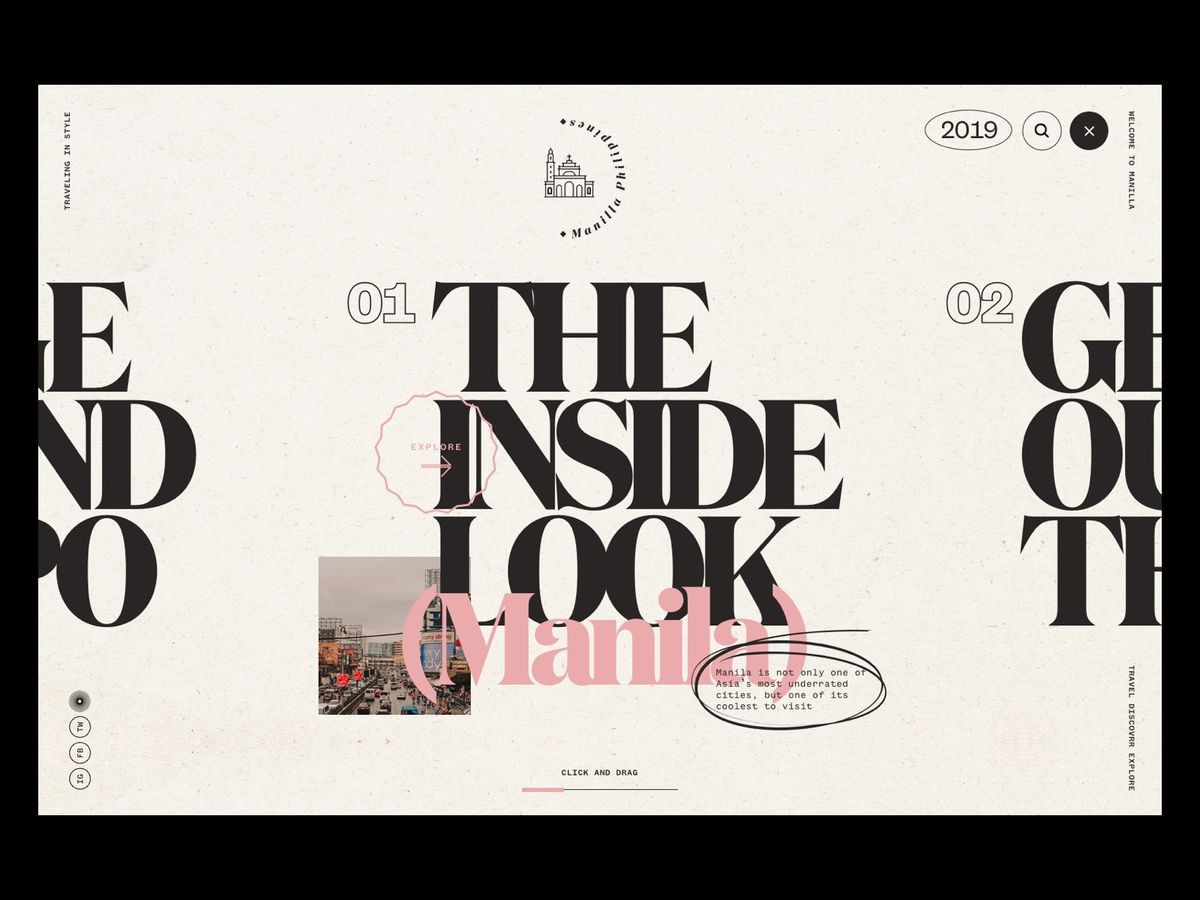 TRAVELING IN STYLE
Manilla philippines
2019
WELCOME TO MANILLA
GE
ND
PO
01
THE
INSIDE
LOOK
EXPLORE
(Manila)
Manila is not only one of
Asia's most underrated
cities, but one of its
coolest to visit
02
GE
OU
TH
TW
FB
IG
CLICK AND DRAG
TRAVEL DISCOVRR EXPLORE